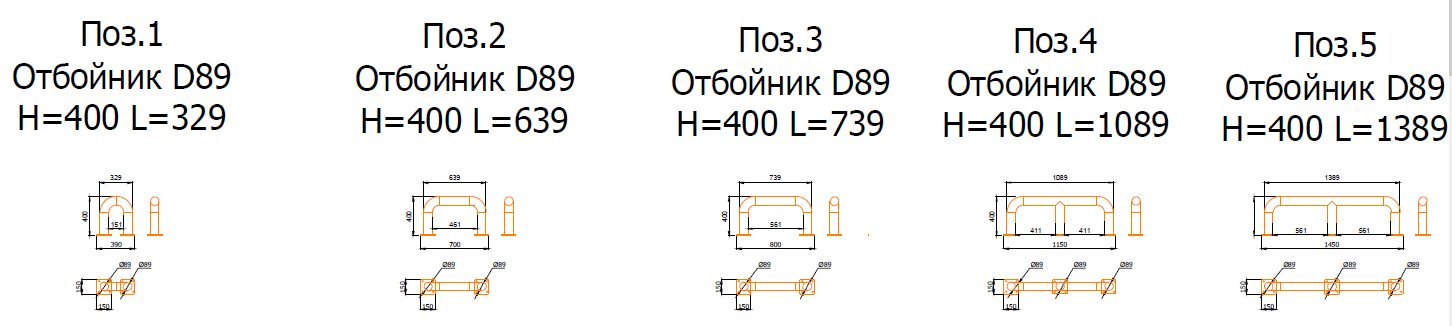 Поз.1
Отбойник D89
H=400 L=329
329
400
151
390
Ø89 Ø89
150
150
Поз.2
Отбойник D89
H=400 L=639
639
400
461
700
Ø89 Ø89
150
150
Поз.3
Отбойник D89
H=400 L=739
739
400
561
800
Ø89 Ø89
150
150
Поз.4
Отбойник D89
H=400 L=1089
1089
400
411 411
1150
Ø89 Ø89
150
150
Поз.5
Отбойник D89
H=400 L=1389
1389
561 561
1450
Ø89 Ø89
150
150